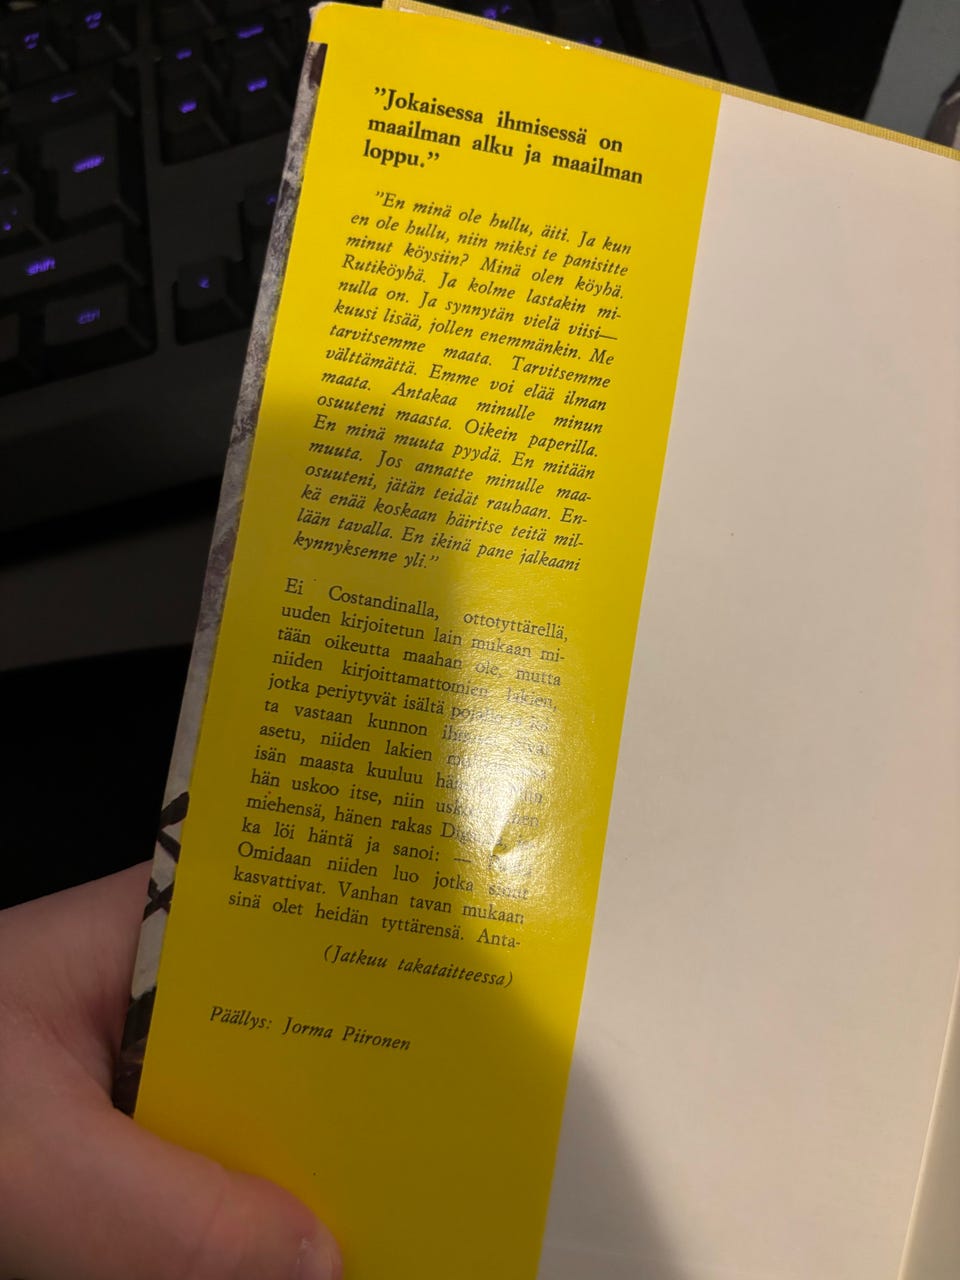 ”Jokaisessa ihmisessä on
maailman alku ja maailman
loppu.”
”En minä ole hullu, äiti. Ja kun
en ole hullu, niin miksi te panisitte
minut köysiin? Minä olen köyhä.
Rutiköyhä. Ja kolme lastakin mi-
nulla on. Ja synnytän vielä viisi—
kuusi lisää, jollen enemmänkin. Me
tarvitsemme maata. Tarvitsemme
välttämättä. Emme voi elää ilman
maata. Antakaa minulle minun
osuuteni maasta. Oikein paperilla.
En minä muuta pyydä. En mitään
muuta. Jos annatte minulle maa-
osuuteni, jätän teidät rauhaan. En-
kä enää koskaan häiritse teitä mil-
lään tavalla. En ikinä pane jalkaani
kynnyksenne yli.”
Ei Costandinalla, ottotyttärellä,
uuden kirjoitetun lain mukaan mi-
tään oikeutta maahan ole, mutta
niiden kirjoittamattomien lakien,
jotka periytyvät isältä
ta vastaan kunnon
asetu, niiden lakien
isän maasta kuuluu
hän uskoo itse, niin
miehensä, hänen rakas
ka löi häntä ja sanoi: —
Omidaan niiden luo jotka sinut
kasvattivat. Vanhan tavan mukaan
sinä olet heidän tyttärensä. Anta-
(Jatkuu takataitteessa)
Päällys: Jorma Piironen
enter
shift
ctrl
<